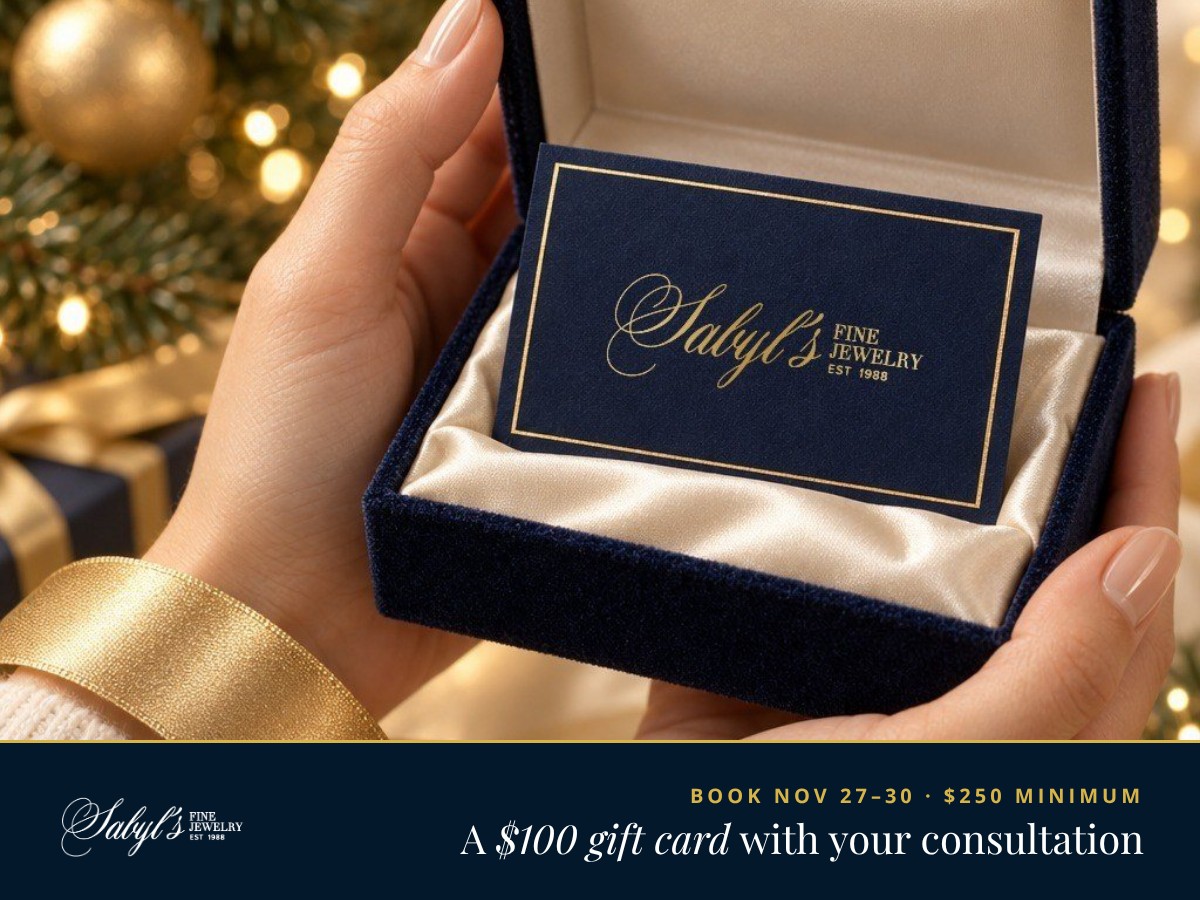 Sabyl's FINE
JEWELRY
EST 1988
BOOK NOV 27–30 · $250 MINIMUM
Sabyl's FINE
JEWELRY
EST 1988
A $100 gift card with your consultation